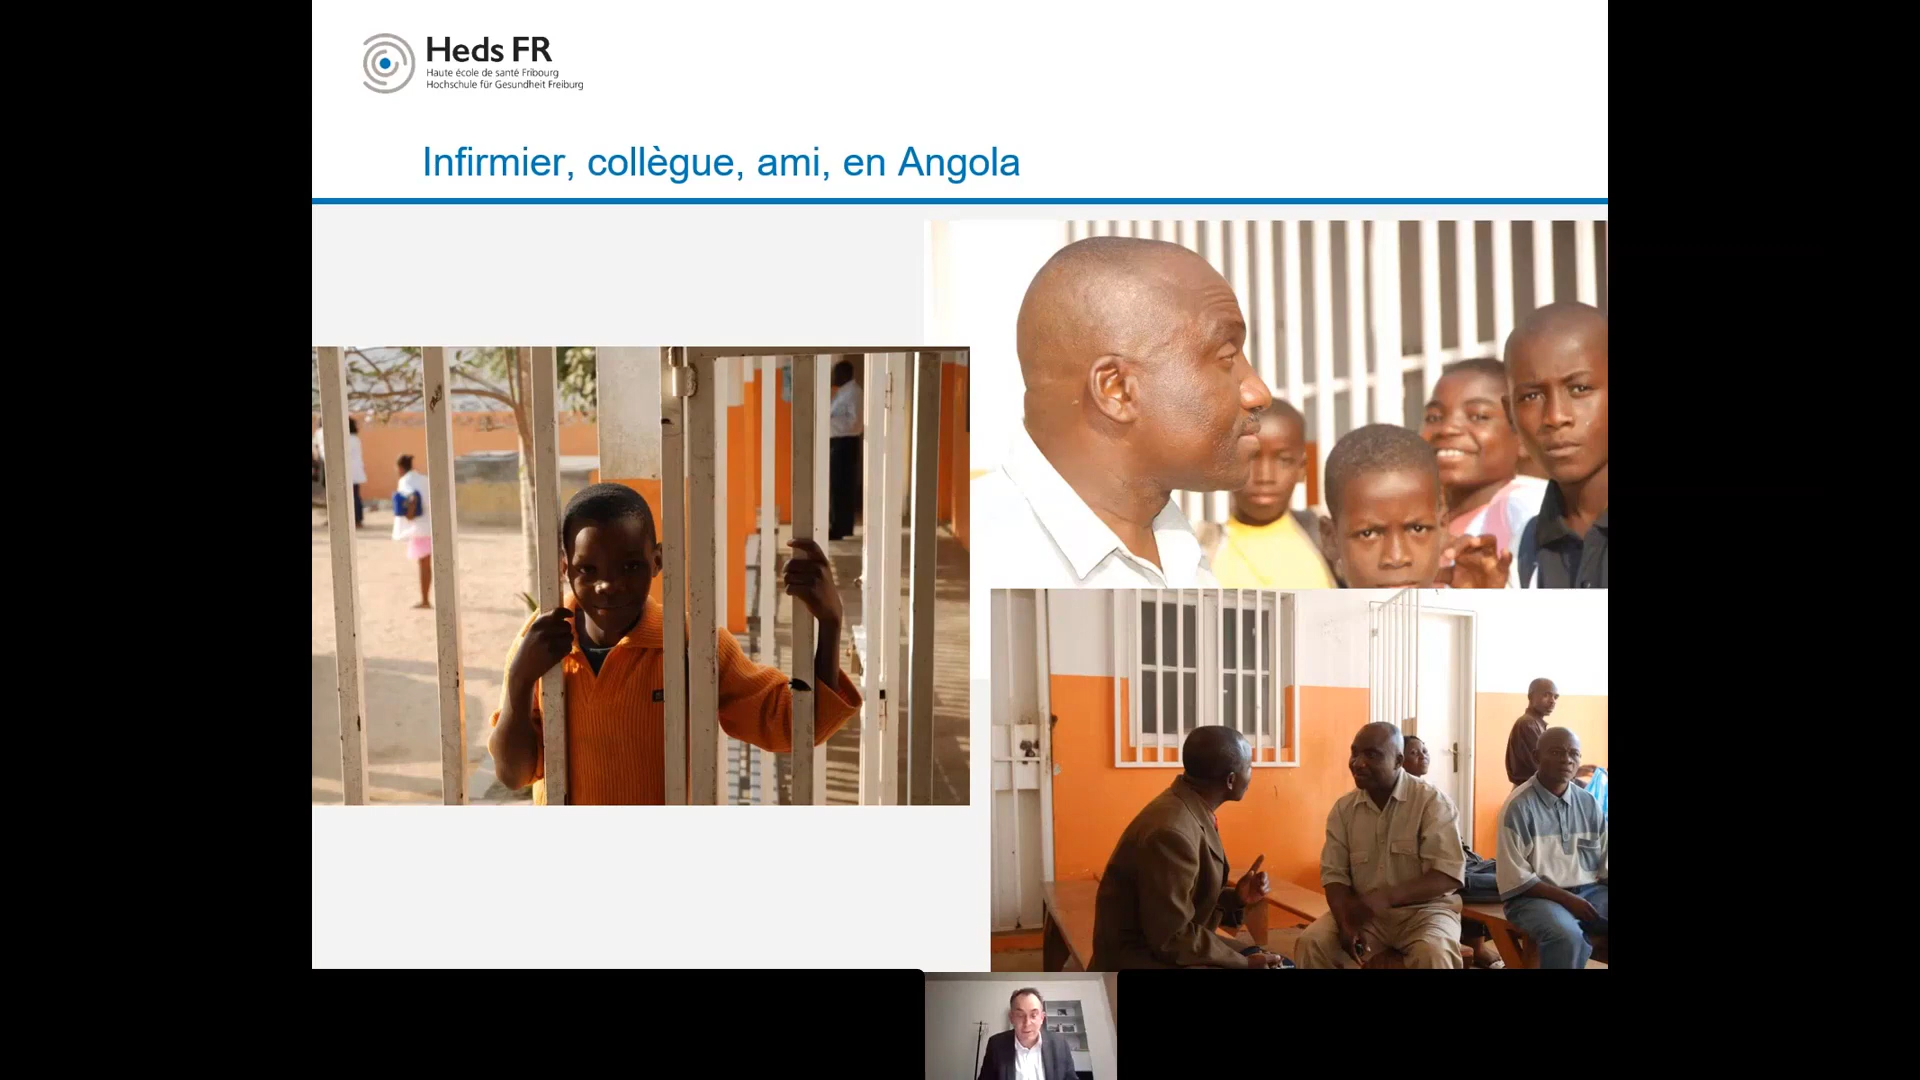 Heds FR
Haute école de santé Fribourg
Hochschule für Gesundheit Freiburg
Infirmier, collègue, ami, en Angola